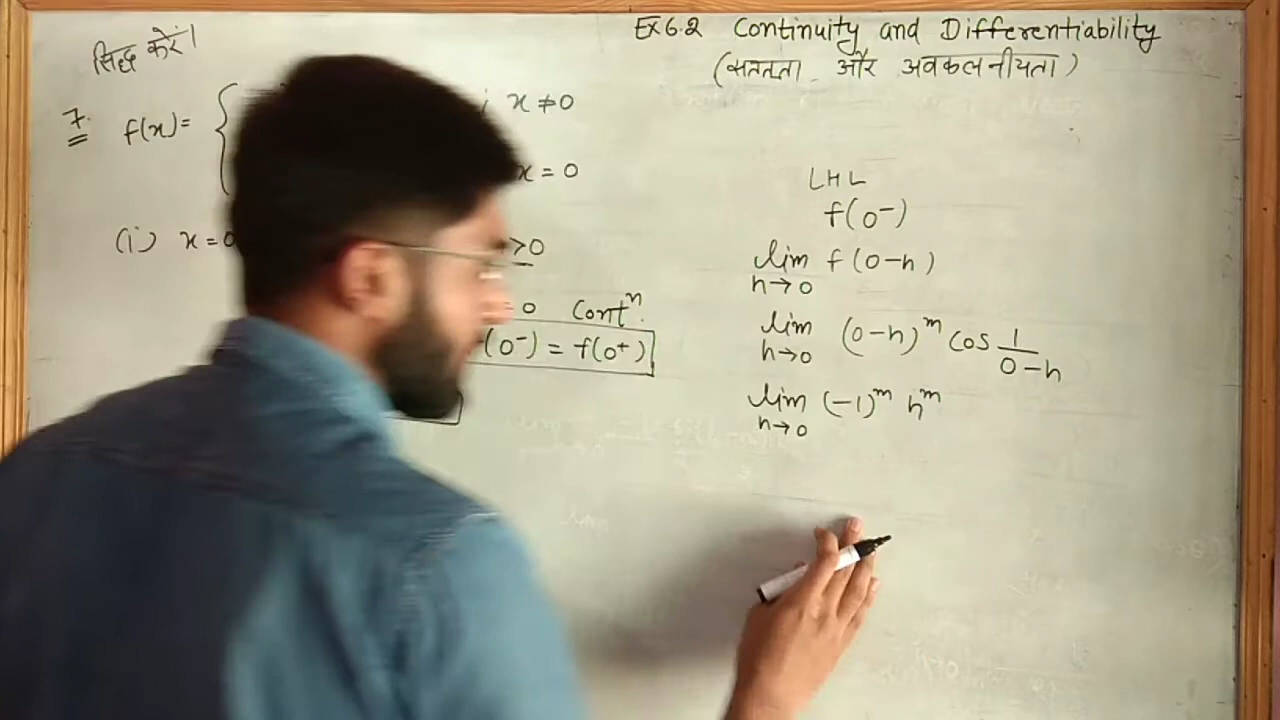 सिद्ध करें।
Ex 6.2 Continuity and Differentiability
(सततता और अवकलनीयता)
7. f(x)= { ; x ≠ 0
x = 0
(i) x = 0 >0
= 0 contⁿ.
(0⁻) = f(0⁺)
LHL
f(0⁻)
lim f(0-h)
h→0
lim (0-h)ᵐ cos 1/(0-h)
h→0
lim (-1)ᵐ hᵐ
h→0